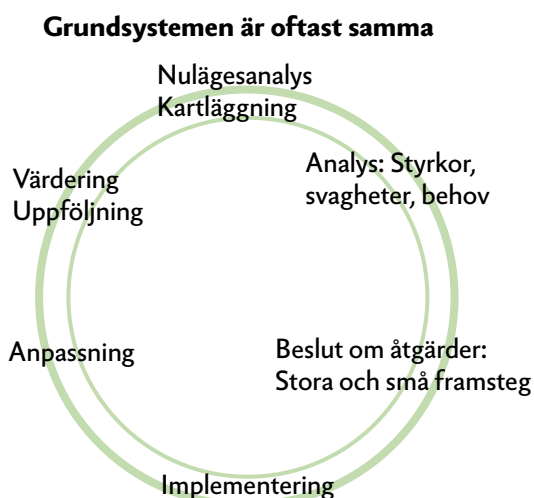 Grundsystemen är oftast samma
Nulägesanalys
Kartläggning
Analys: Styrkor,
svagheter, behov
Beslut om åtgärder:
Stora och små framsteg
Implementering
Anpassning
Värdering
Uppföljning